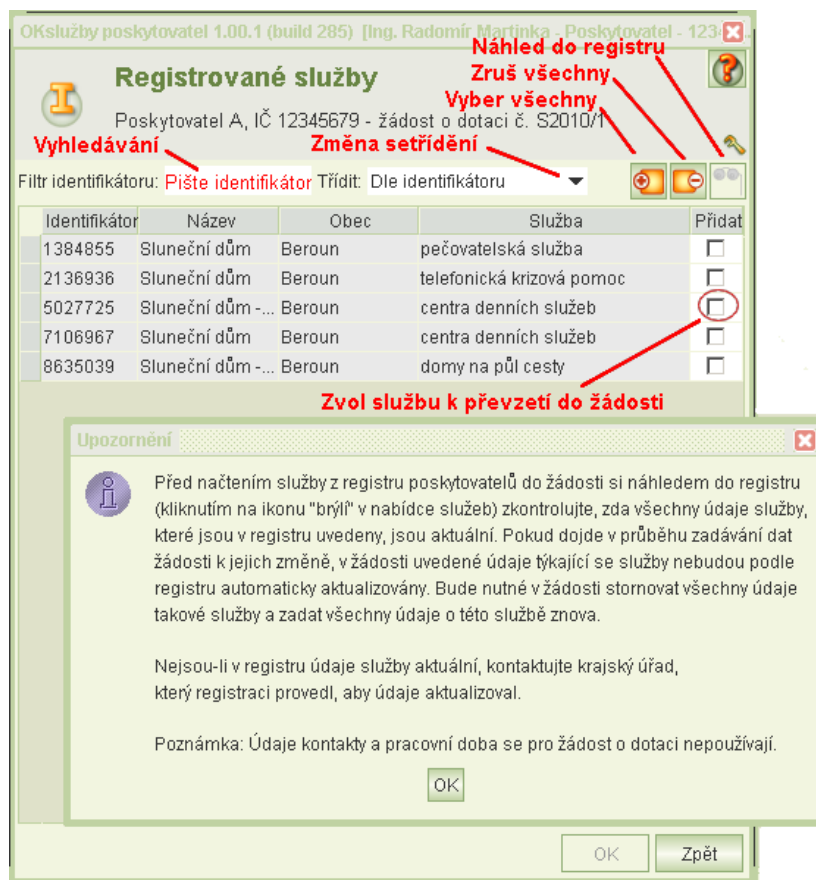 OKslužby poskytovatel 1.00.1 (build 285) [Ing. Radomír Martinka - Poskytovatel - 1234...
Náhled do registru
Registrované služby
Zruš všechny
Vyber všechny
Poskytovatel A, IČ 12345679 - žádost o dotaci č. S2010/1
Vyhledávání
Změna setřídění
Filtr identifikátoru: Pište identifikátor Třídit: Dle identifikátoru
Identifikátor Název Obec Služba Přidat
1384855 Sluneční dům Beroun pečovatelská služba
2136936 Sluneční dům Beroun telefonická krizová pomoc
5027725 Sluneční dům -... Beroun centra denních služeb
7106967 Sluneční dům Beroun centra denních služeb
8635039 Sluneční dům -... Beroun domy na půl cesty
Zvol službu k převzetí do žádosti
Upozornění
Před načtením služby z registru poskytovatelů do žádosti si náhledem do registru
(kliknutím na ikonu "brýlí" v nabídce služeb) zkontrolujte, zda všechny údaje služby,
které jsou v registru uvedeny, jsou aktuální. Pokud dojde v průběhu zadávání dat
žádosti k jejich změně, v žádosti uvedené údaje týkající se služby nebudou podle
registru automaticky aktualizovány. Bude nutné v žádosti stornovat všechny údaje
takové služby a zadat všechny údaje o této službě znova.
Nejsou-li v registru údaje služby aktuální, kontaktujte krajský úřad,
který registraci provedl, aby údaje aktualizoval.
Poznámka: Údaje kontakty a pracovní doba se pro žádost o dotaci nepoužívají.
OK
OK Zpět